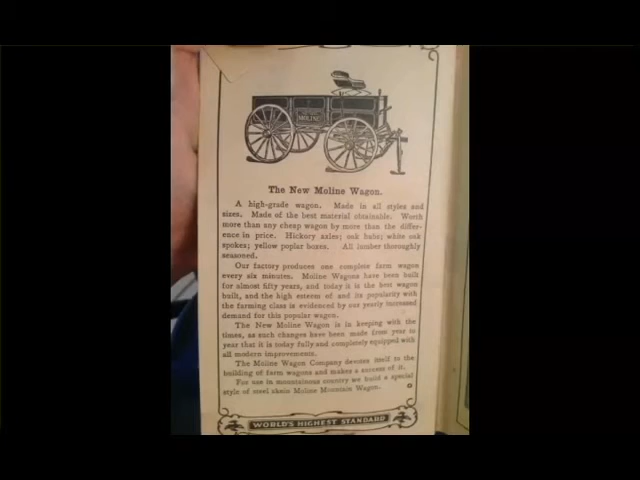 MOLINE
The New Moline Wagon.
A high-grade wagon. Made in all styles and
sizes. Made of the best material obtainable. Worth
more than any cheap wagon by more than the differ-
ence in price. Hickory axles; oak hubs; white oak
spokes; yellow poplar boxes. All lumber thoroughly
seasoned.
Our factory produces one complete farm wagon
every six minutes. Moline Wagons have been built
for almost fifty years, and today it is the best wagon
built, and the high esteem of and its popularity with
the farming class is evidenced by our yearly increased
demand for this popular wagon.
The New Moline Wagon is in keeping with the
times, as such changes have been made from year to
year that it is today fully and completely equipped with
all modern improvements.
The Moline Wagon Company devotes itself to the
building of farm wagons and makes a success of it.
For use in mountainous country we build a special
style of steel skein Moline Mountain Wagon.
WORLD'S HIGHEST STANDARD